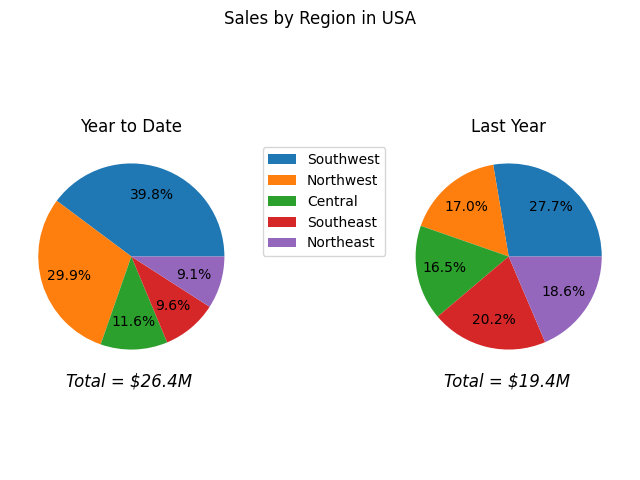 Sales by Region in USA
Year to Date
39.8%
29.9%
11.6%
9.6%
9.1%
Total = $26.4M
Southwest
Northwest
Central
Southeast
Northeast
Last Year
27.7%
17.0%
16.5%
20.2%
18.6%
Total = $19.4M